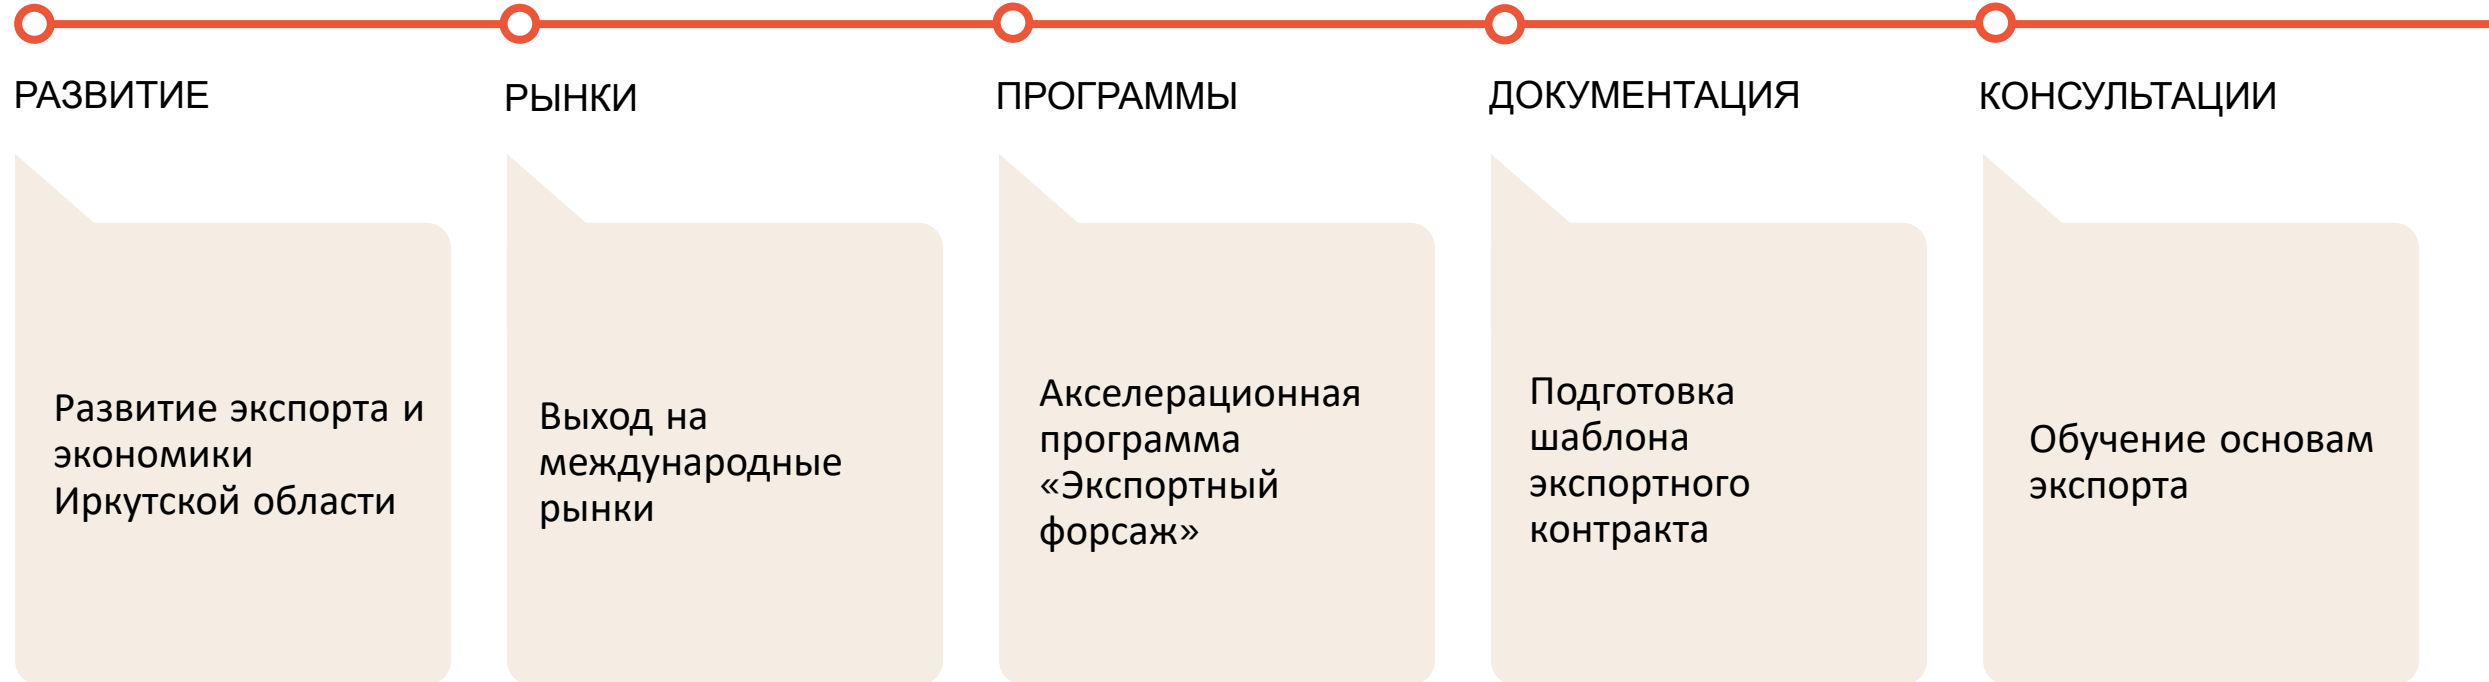 РАЗВИТИЕ
РЫНКИ
ПРОГРАММЫ
ДОКУМЕНТАЦИЯ
КОНСУЛЬТАЦИИ
Развитие экспорта и
экономики
Иркутской области
Выход на
международные
рынки
Акселерационная
программа
«Экспортный
форсаж»
Подготовка
шаблона
экспортного
контракта
Обучение основам
экспорта